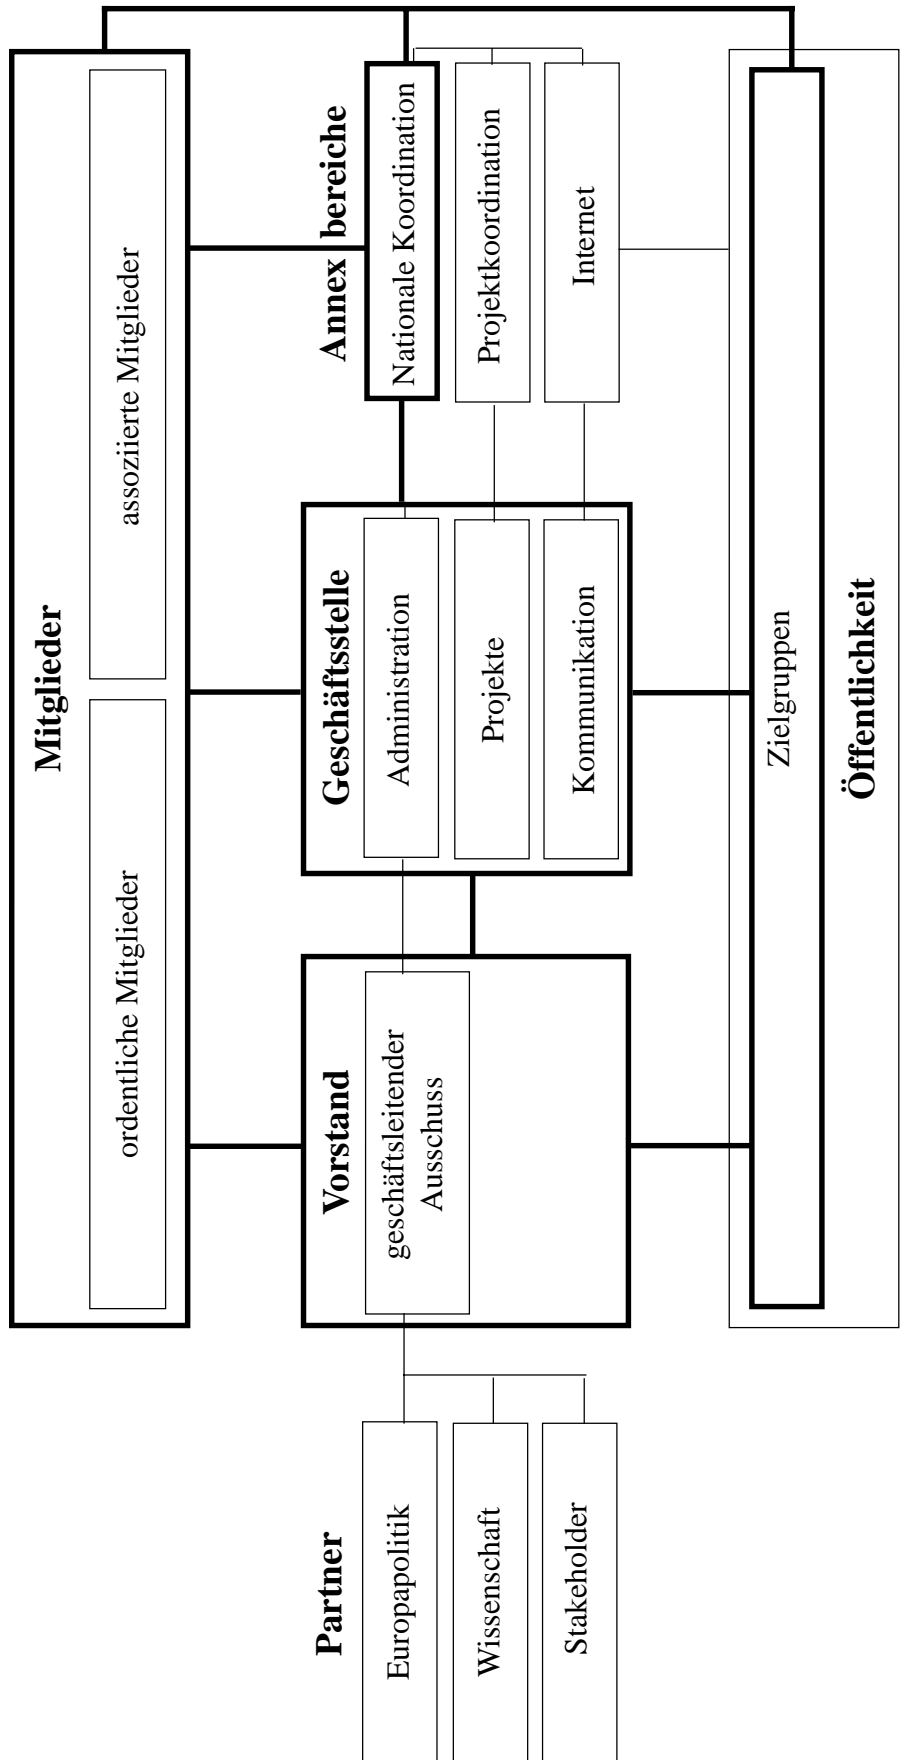 Mitglieder
ordentliche Mitglieder
assoziierte Mitglieder
Partner
Europapolitik
Wissenschaft
Stakeholder
Vorstand
geschäftsleitender
Ausschuss
Geschäftsstelle
Administration
Projekte
Kommunikation
Annex bereiche
Nationale Koordination
Projektkoordination
Internet
Zielgruppen
Öffentlichkeit